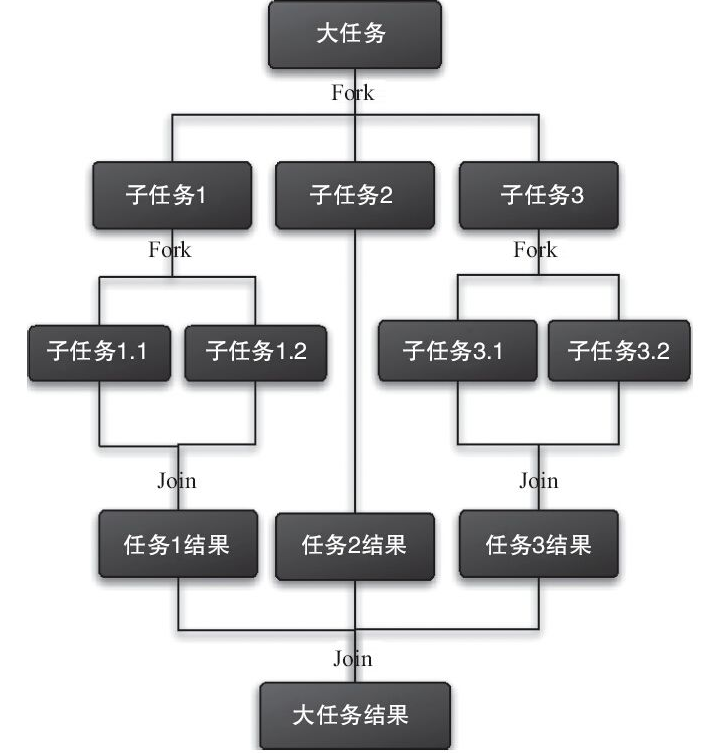 大任务
Fork
子任务1
子任务2
子任务3
Fork
Fork
子任务1.1
子任务1.2
子任务3.1
子任务3.2
Join
Join
任务1结果
任务2结果
任务3结果
Join
大任务结果